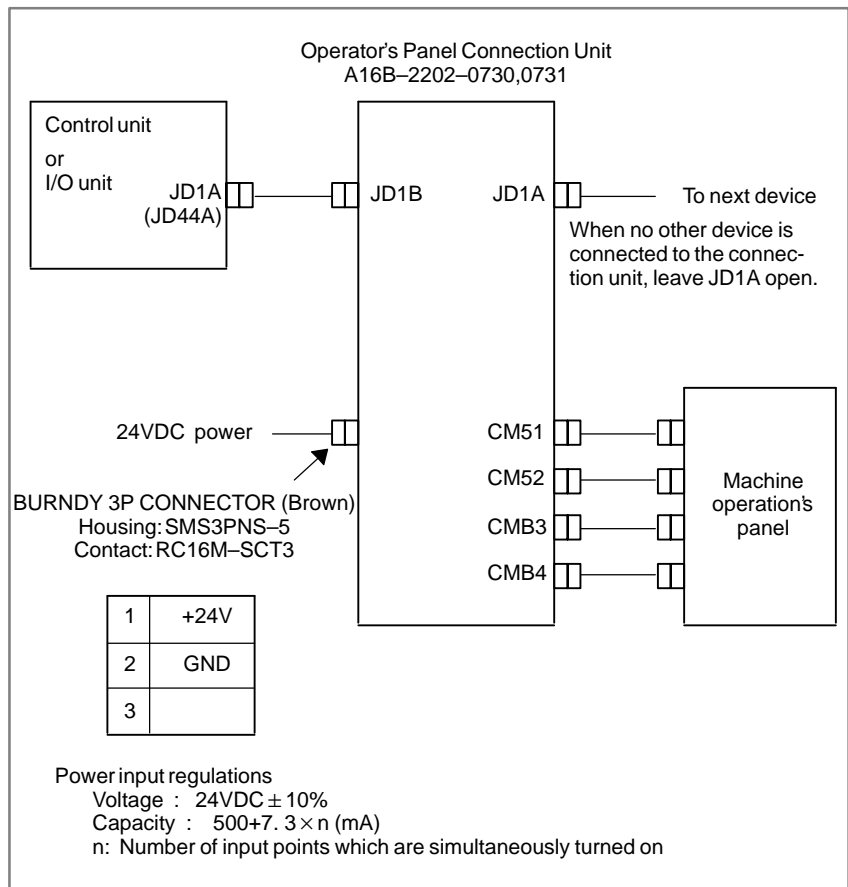 Operator's Panel Connection Unit
A16B–2202–0730,0731
Control unit
or
I/O unit
JD1A
(JD44A)
JD1B
JD1A
To next device
When no other device is
connected to the connec-
tion unit, leave JD1A open.
24VDC power
BURNDY 3P CONNECTOR (Brown)
Housing:SMS3PNS–5
Contact:RC16M–SCT3
CM51
CM52
CMB3
CMB4
Machine
operation's
panel
1 +24V
2 GND
3
Power input regulations
Voltage : 24VDC ± 10%
Capacity : 500+7. 3 × n (mA)
n: Number of input points which are simultaneously turned on